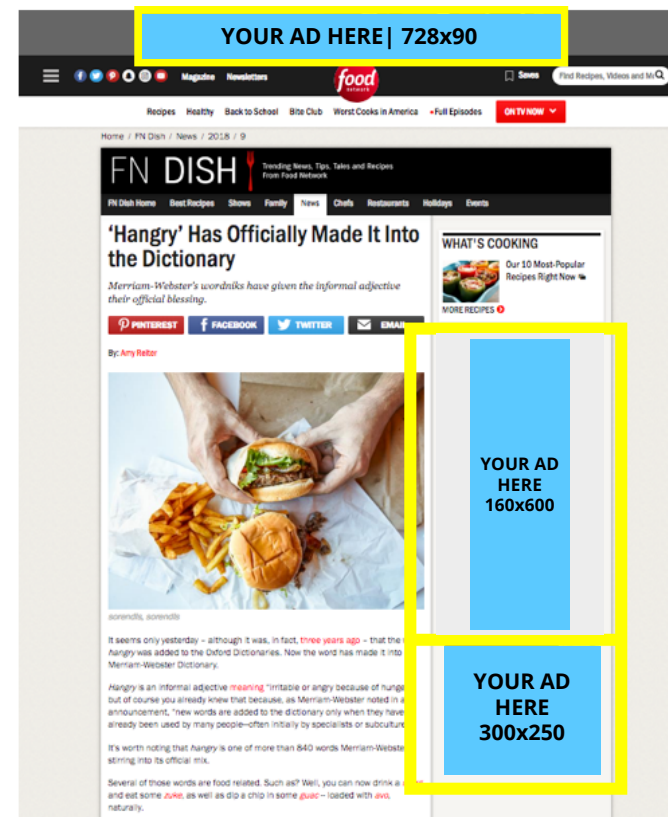 YOUR AD HERE| 728x90
Magazine Newsletters
food
network
Saves
Find Recipes, Videos and Mo
Recipes Healthy Back to School Bite Club Worst Cooks in America •Full Episodes ON TV NOW
Home / FN Dish / News / 2018 / 9
FN DISH
Trending News, Tips, Tales and Recipes
From Food Network
FN Dish Home Best Recipes Shows Family News Chefs Restaurants Holidays Events
‘Hangry’ Has Officially Made It Into
the Dictionary
Merriam-Webster's wordniks have given the informal adjective
their official blessing.
PINTEREST FACEBOOK TWITTER EMAIL
By: Amy Reiter
WHAT'S COOKING
Our 10 Most-Popular
Recipes Right Now
MORE RECIPES
YOUR AD
HERE
160x600
sorendls, sorendls
It seems only yesterday – although it was, in fact, three years ago – that the
hangry was added to the Oxford Dictionaries. Now the word has made it into
Merriam-Webster Dictionary.
Hangry is an informal adjective meaning "irritable or angry because of hunge
but of course you already knew that because, as Merriam-Webster noted in a
announcement, "new words are added to the dictionary only when they have
already been used by many people—often initially by specialists or subculture
It's worth noting that hangry is one of more than 840 words Merriam-Webste
stirring into its official mix.
Several of those words are food related. Such as? Well, you can now drink a
and eat some zuke, as well as dip a chip in some guac – loaded with avo,
naturally.
YOUR AD
HERE
300x250